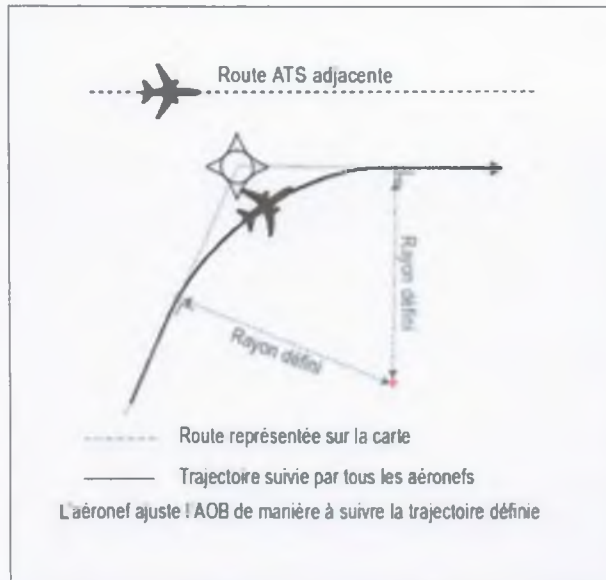 Route ATS adjacente
Rayon défini
Rayon défini
Route représentée sur la carte
Trajectoire suivie par tous les aéronefs
L'aéronef ajuste ! AOB de manière à suivre la trajectoire définie